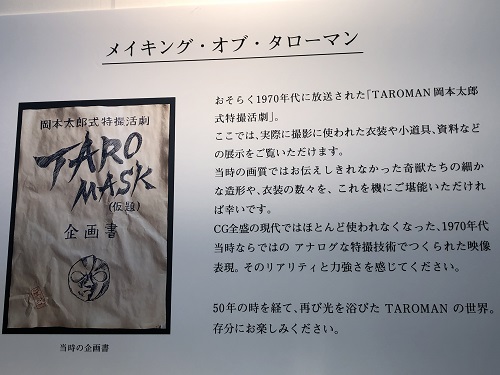 メイキング・オブ・タローマン
岡本太郎式特撮活劇
TARO
MASK
(仮題)
企画書
当時の企画書
おそらく1970年代に放送された「TAROMAN 岡本太郎
式特撮活劇」。
ここでは、実際に撮影に使われた衣装や小道具、資料など
の展示をご覧いただけます。
当時の画質ではお伝えしきれなかった奇獣たちの細か
な造形や、衣装の数々を、これを機にご堪能いただけれ
ば幸いです。
CG全盛の現代ではほとんど使われなくなった、1970年代
当時ならではの アナログな特撮技術でつくられた映像
表現。そのリアリティと力強さを感じてください。
50年の時を経て、再び光を浴びた TAROMAN の世界。
存分にお楽しみください。